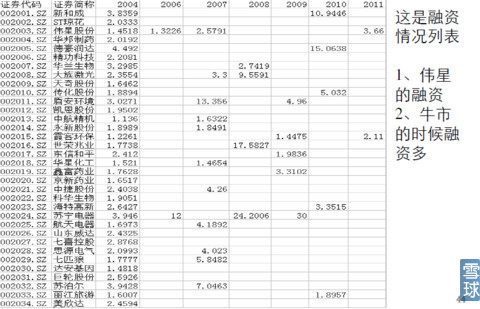 证券代码 证券简称 2004 2006 2007 2008 2009 2010 2011
002001.SZ 新和成 3.8359 10.9446
002002.SZ ST琼花 2.0333
002003.SZ 伟星股份 1.4518 1.3226 2.5791 3.66
002004.SZ 华邦制药 2.0192
002005.SZ 德豪润达 4.492 15.0638
002006.SZ 精功科技 2.2081
002007.SZ 华兰生物 3.2985 2.7419
002008.SZ 大族激光 2.3554 3.3 9.5591
002009.SZ 天奇股份 1.6462
002010.SZ 传化股份 1.8894 5.032
002011.SZ 盾安环境 3.0271 13.356 4.96
002012.SZ 凯恩股份 1.9502
002013.SZ 中航精机 1.136 1.6322
002014.SZ 永新股份 1.8989 1.8491
002015.SZ 霞客环保 1.2261 1.4475 2.11
002016.SZ 世荣兆业 1.7738 17.5827
002017.SZ 东信和平 2.412 1.9836
002018.SZ 华星化工 1.521 1.4654
002019.SZ 鑫富药业 1.7628 3.3102
002020.SZ 京新药业 1.6517
002021.SZ 中捷股份 2.4038 4.26
002022.SZ 科华生物 1.9051
002023.SZ 海特高新 2.6427 3.3515
002024.SZ 苏宁电器 3.946 12 24.2006 30
002025.SZ 航天电器 1.6973 4.1892
002026.SZ 山东威达 2.4325
002027.SZ 七喜控股 2.8768
002028.SZ 思源电气 2.0993 4.023
002029.SZ 七匹狼 1.7777 5.8482
002030.SZ 达安基因 1.4818
002031.SZ 巨轮股份 2.5926
002032.SZ 苏泊尔 3.9428 7.0463
002033.SZ 丽江旅游 1.6007 1.8957
002034.SZ 美欣达 2.4594
这是融资
情况列表
1、伟星
的融资
2、牛市
的时候融
资多
雪球